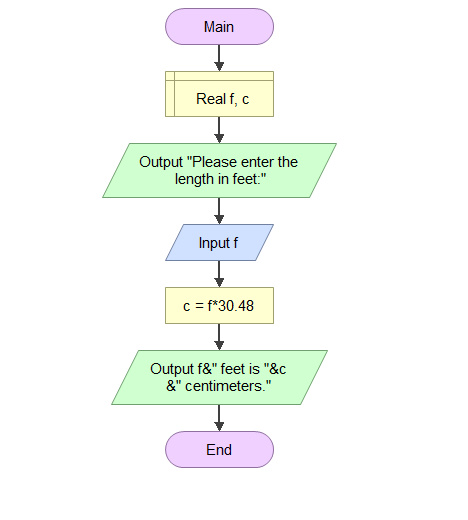 Main
Real f, c
Output "Please enter the
length in feet:"
Input f
c = f*30.48
Output f&" feet is "&c
&" centimeters."
End